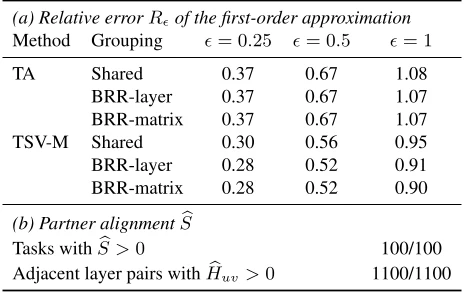 (a) Relative error Rϵ of the first-order approximation
Method Grouping ϵ = 0.25 ϵ = 0.5 ϵ = 1
TA Shared 0.37 0.67 1.08
BRR-layer 0.37 0.67 1.07
BRR-matrix 0.37 0.67 1.07
TSV-M Shared 0.30 0.56 0.95
BRR-layer 0.28 0.52 0.91
BRR-matrix 0.28 0.52 0.90
(b) Partner alignment Ŝ
Tasks with Ŝ > 0 100/100
Adjacent layer pairs with Ĥuv > 0 1100/1100